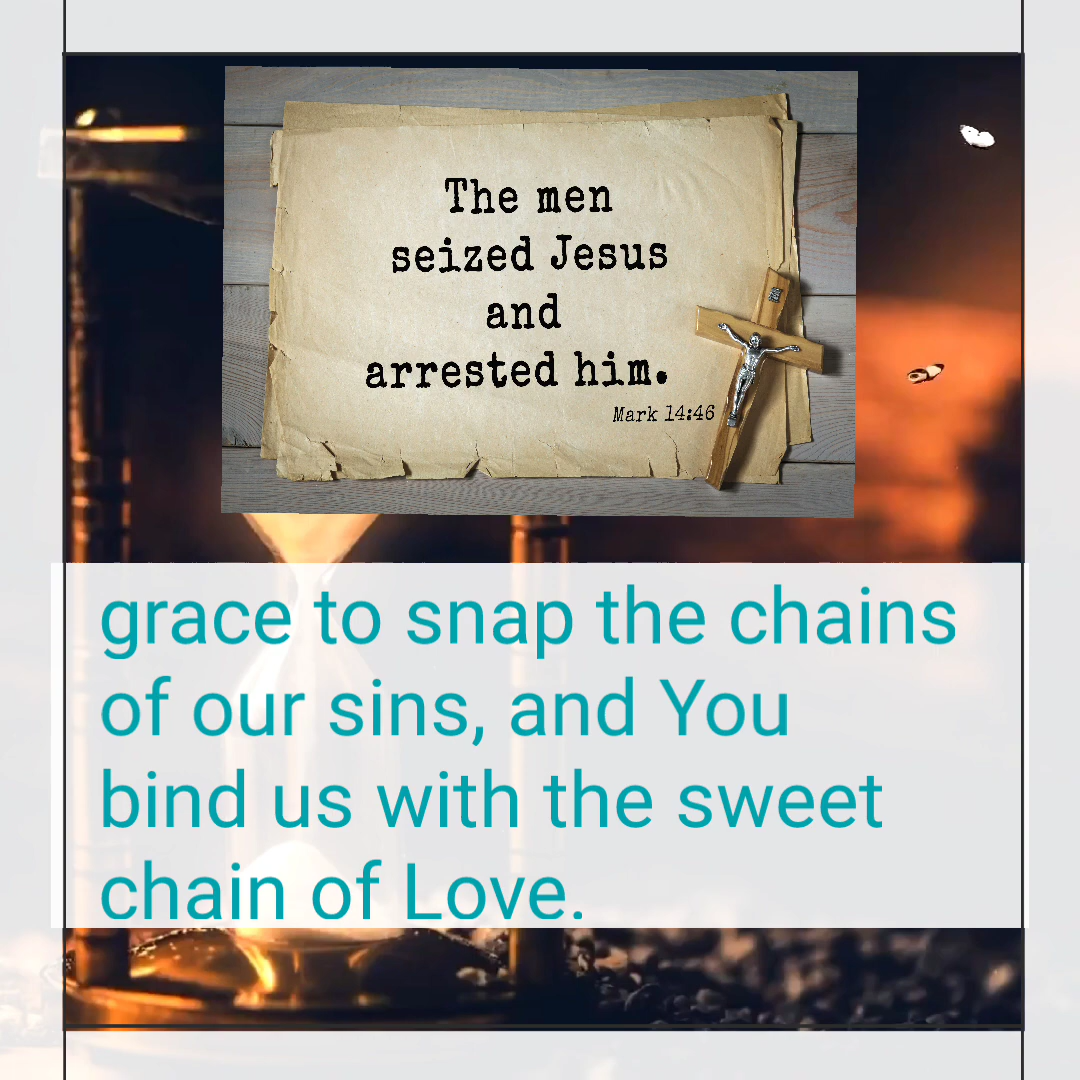 The men
seized Jesus
and
arrested him.
Mark 14:46
grace to snap the chains
of our sins, and You
bind us with the sweet
chain of Love.